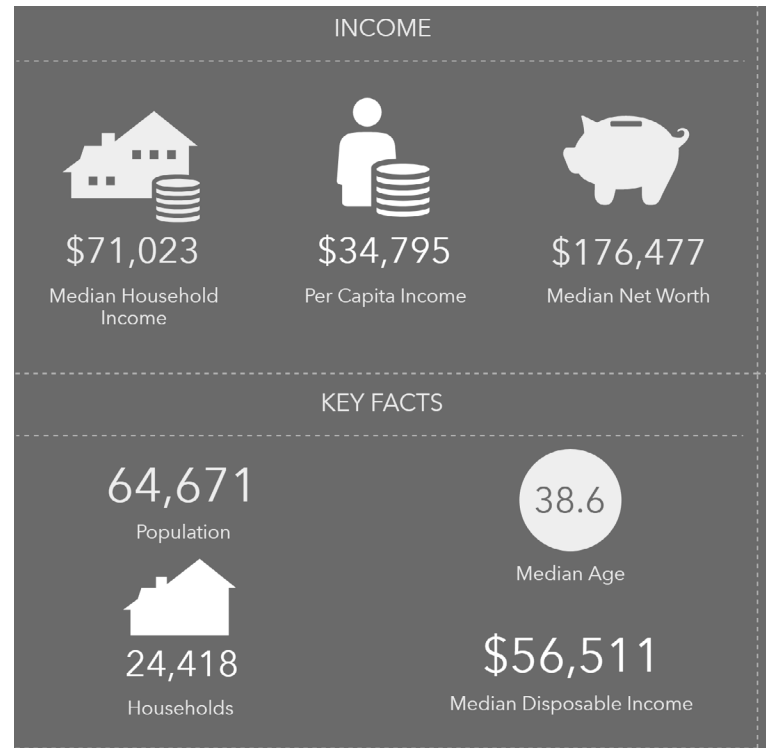 INCOME
$71,023
Median Household
Income
$34,795
Per Capita Income
$176,477
Median Net Worth
KEY FACTS
64,671
Population
38.6
Median Age
24,418
Households
$56,511
Median Disposable Income